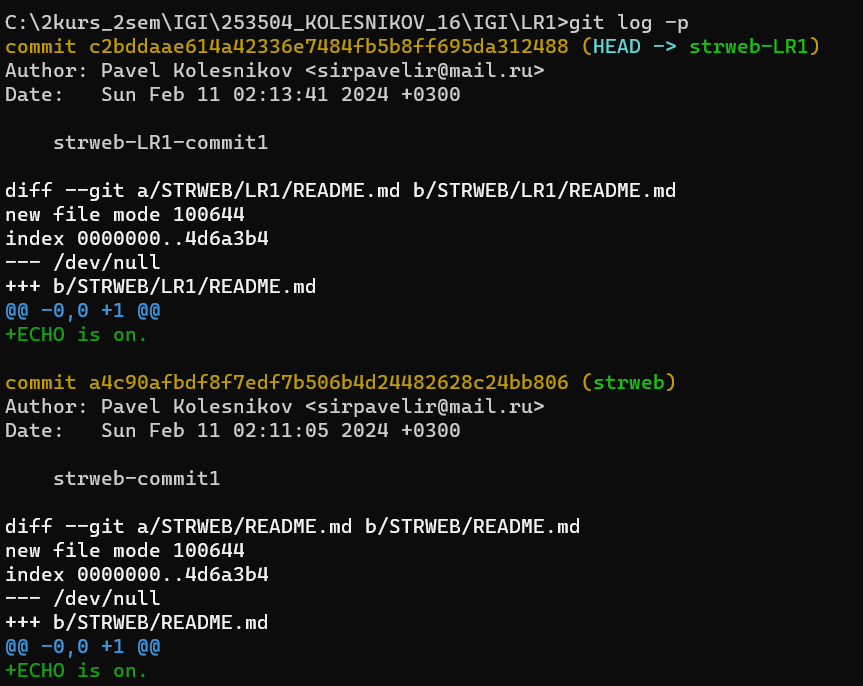 C:\2kurs_2sem\IGI\253504_KOLESNIKOV_16\IGI\LR1>git log -p
commit c2bddaae614a42336e7484fb5b8ff695da312488 (HEAD -> strweb-LR1)
Author: Pavel Kolesnikov <sirpavelir@mail.ru>
Date:   Sun Feb 11 02:13:41 2024 +0300

    strweb-LR1-commit1

diff --git a/STRWEB/LR1/README.md b/STRWEB/LR1/README.md
new file mode 100644
index 0000000..4d6a3b4
--- /dev/null
+++ b/STRWEB/LR1/README.md
@@ -0,0 +1 @@
+ECHO is on.

commit a4c90afbdf8f7edf7b506b4d24482628c24bb806 (strweb)
Author: Pavel Kolesnikov <sirpavelir@mail.ru>
Date:   Sun Feb 11 02:11:05 2024 +0300

    strweb-commit1

diff --git a/STRWEB/README.md b/STRWEB/README.md
new file mode 100644
index 0000000..4d6a3b4
--- /dev/null
+++ b/STRWEB/README.md
@@ -0,0 +1 @@
+ECHO is on.